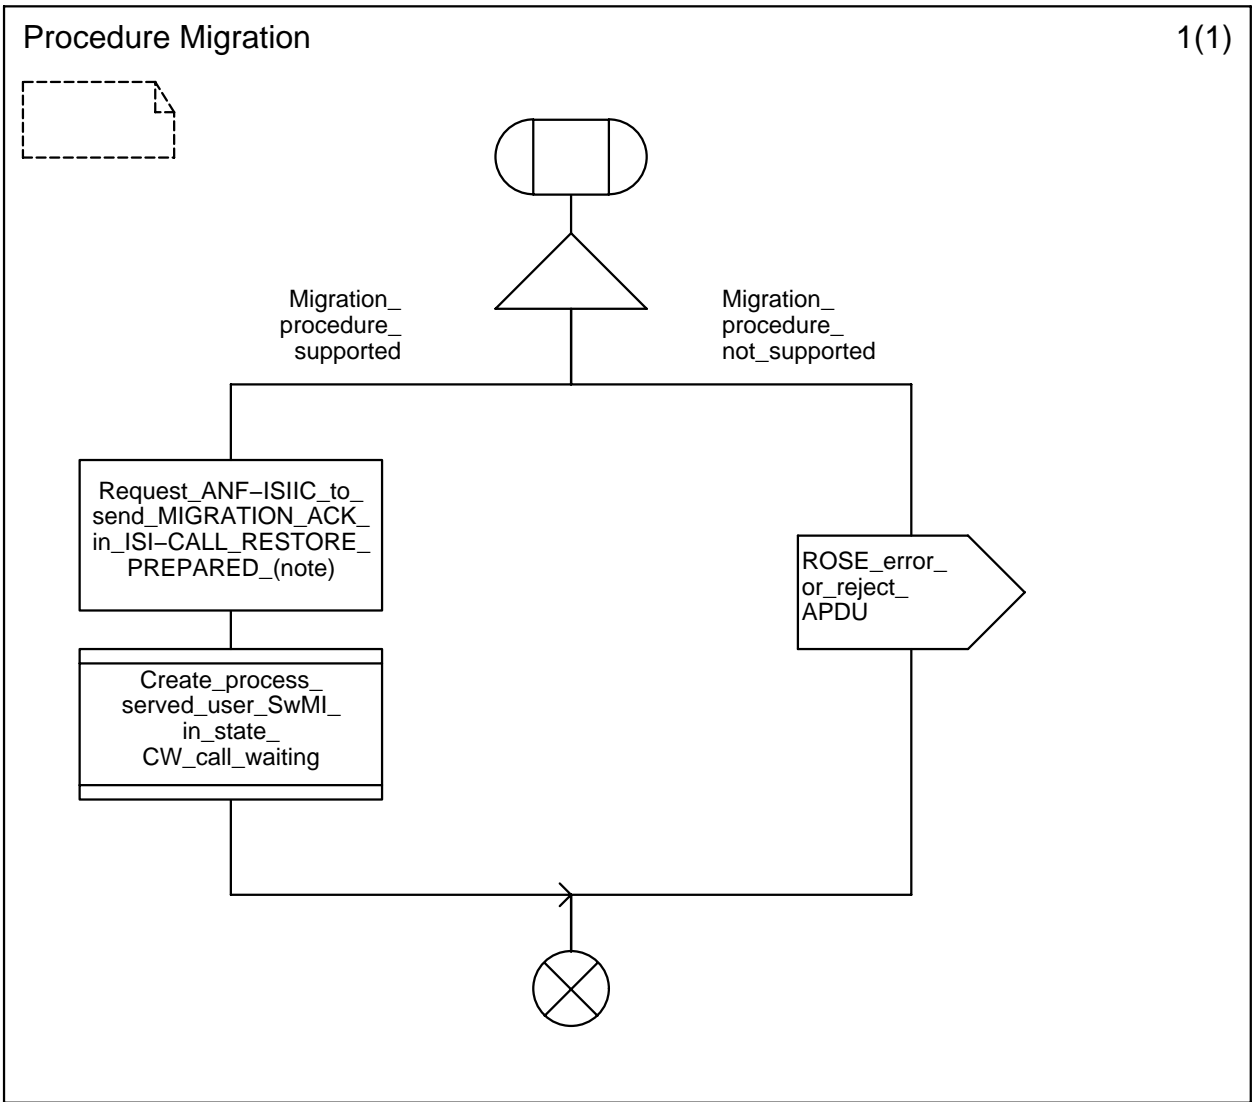 Procedure Migration
1(1)
Migration_
procedure_
supported
Migration_
procedure_
not_supported
Request_ANF−ISIIC_to_
send_MIGRATION_ACK_
in_ISI−CALL_RESTORE_
PREPARED_(note)
ROSE_error_
or_reject_
APDU
Create_process_
served_user_SwMI_
in_state_
CW_call_waiting